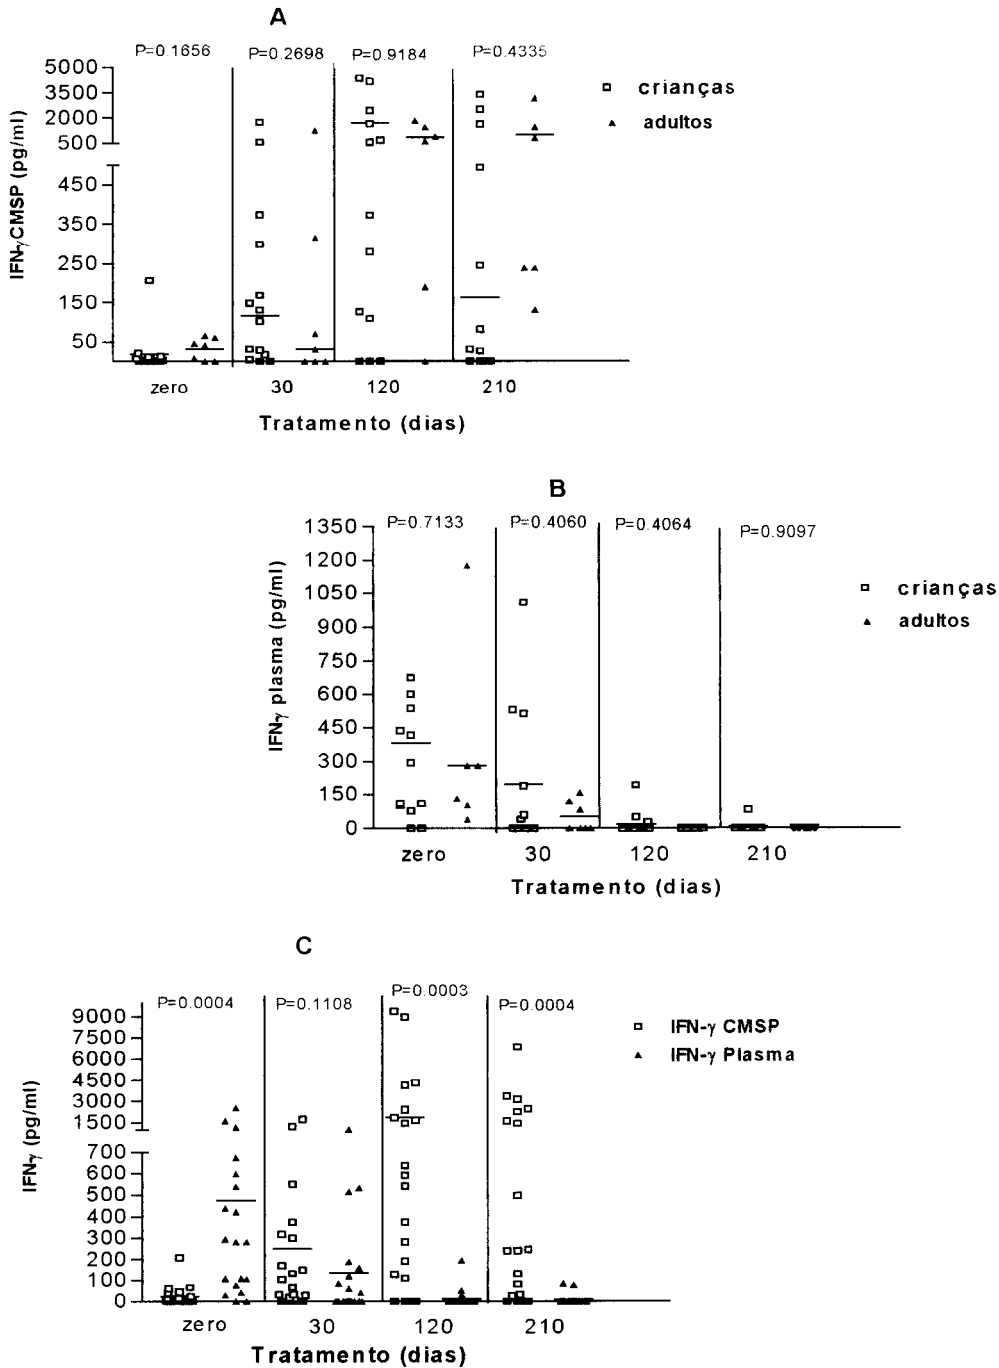 A
P=0.1656
P=0.2698
P=0.9184
P=0.4335
5000
3500
2000
500
450
350
250
150
50
IFN-γCMSP (pg/ml)
crianças
adultos
zero
30
120
210
Tratamento (dias)
B
P=0.7133
P=0.4060
P=0.4064
P=0.9097
1350
1200
1050
900
750
600
450
300
150
0
IFN-γ plasma (pg/ml)
crianças
adultos
zero
30
120
210
Tratamento (dias)
C
P=0.0004
P=0.1108
P=0.0003
P=0.0004
9000
7500
6000
4500
3000
1500
700
600
500
400
300
200
100
0
IFN-γ (pg/ml)
IFN-γ CMSP
IFN-γ Plasma
zero
30
120
210
Tratamento (dias)